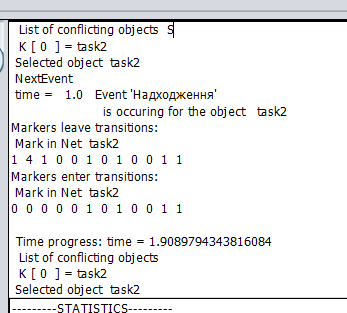 List of conflicting objects  S
K [ 0  ] = task2
Selected object  task2
NextEvent
time =   1.0   Event 'Надходження'
is occuring for the object   task2
Markers leave transitions:
Mark in Net  task2
1  4  1  0  0  1  0  1  0  0  1  1
Markers enter transitions:
Mark in Net  task2
0  0  0  0  0  1  0  1  0  0  1  1
Time progress: time = 1.9089794343816084
List of conflicting objects
K [ 0  ] = task2
Selected object  task2
---------STATISTICS---------